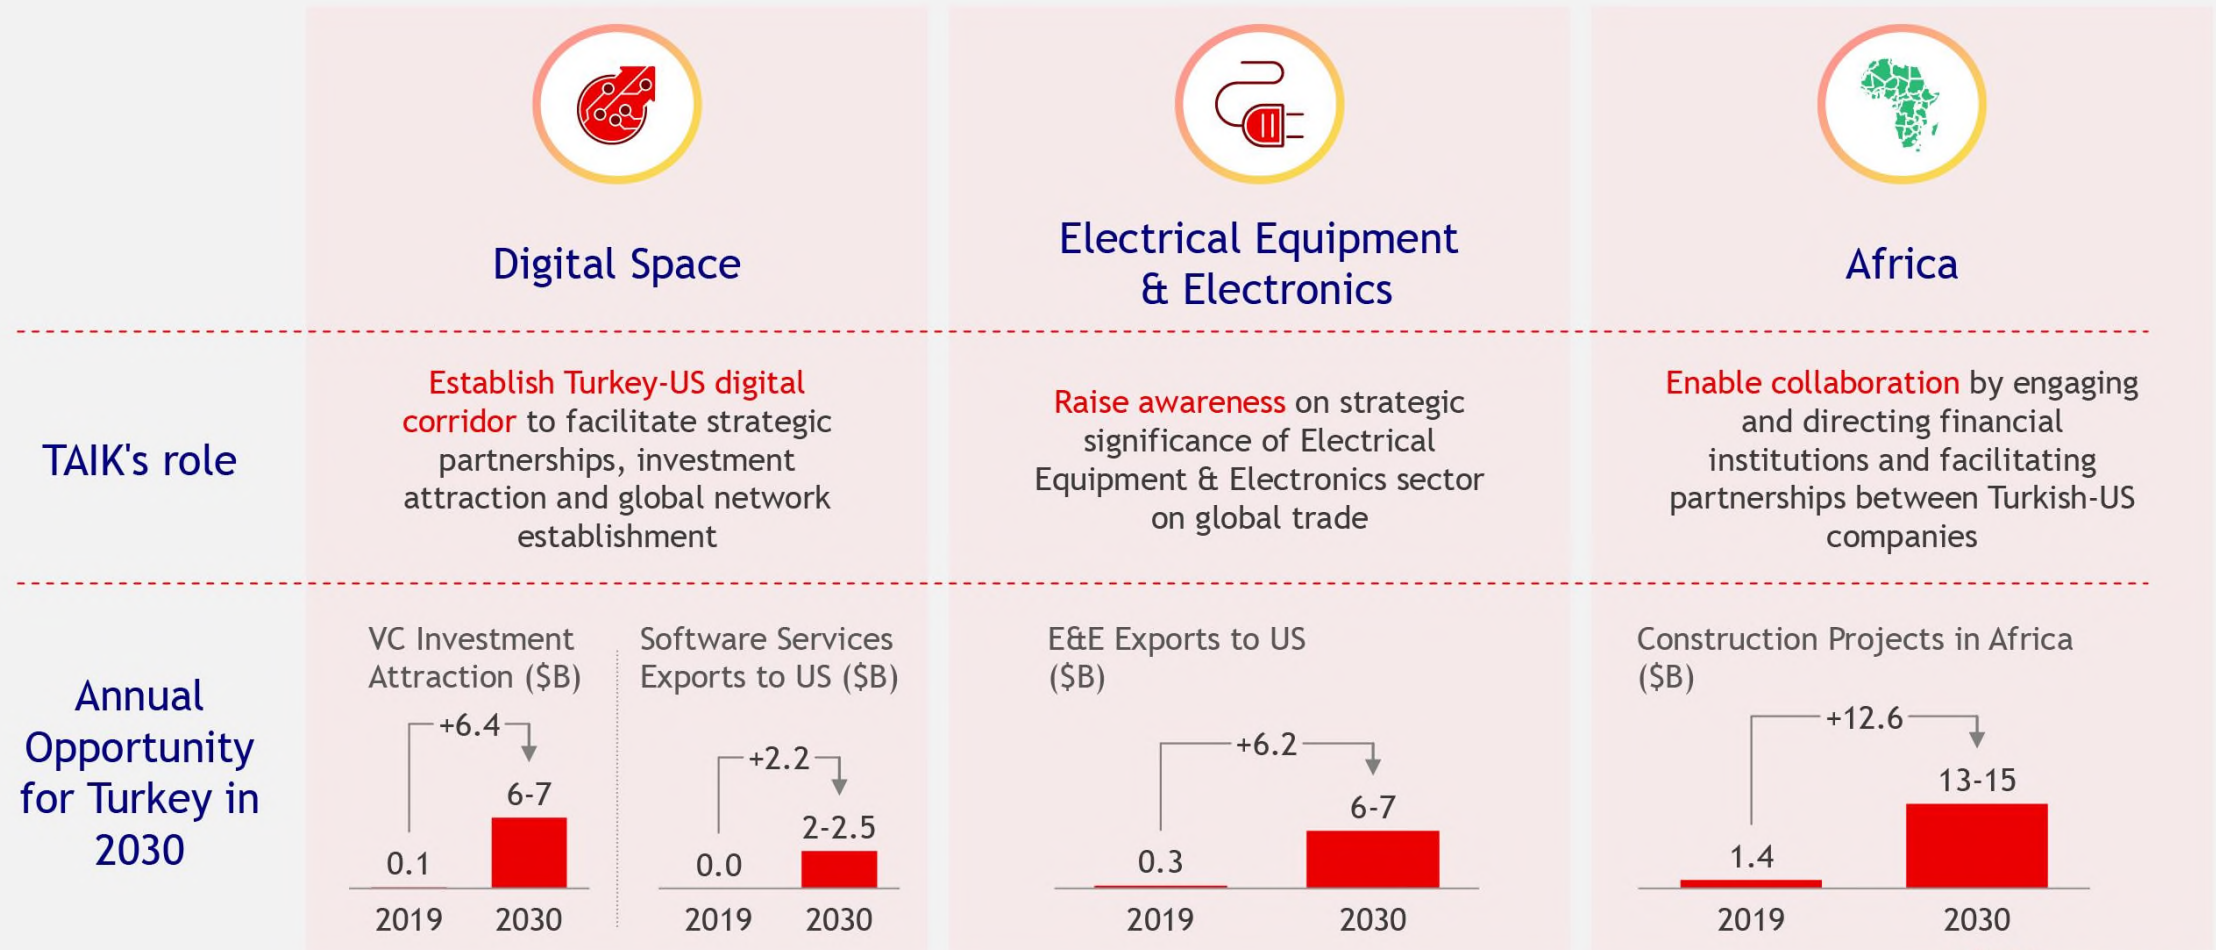 Digital Space
Electrical Equipment
& Electronics
Africa
TAIK's role
Establish Turkey-US digital
corridor to facilitate strategic
partnerships, investment
attraction and global network
establishment
Raise awareness on strategic
significance of Electrical
Equipment & Electronics sector
on global trade
Enable collaboration by engaging
and directing financial
institutions and facilitating
partnerships between Turkish-US
companies
Annual
Opportunity
for Turkey in
2030
VC Investment
Attraction ($B)
+6.4
6-7
0.1
2019
2030
Software Services
Exports to US ($B)
+2.2
2-2.5
0.0
2019
2030
E&E Exports to US
($B)
+6.2
6-7
0.3
2019
2030
Construction Projects in Africa
($B)
+12.6
13-15
1.4
2019
2030